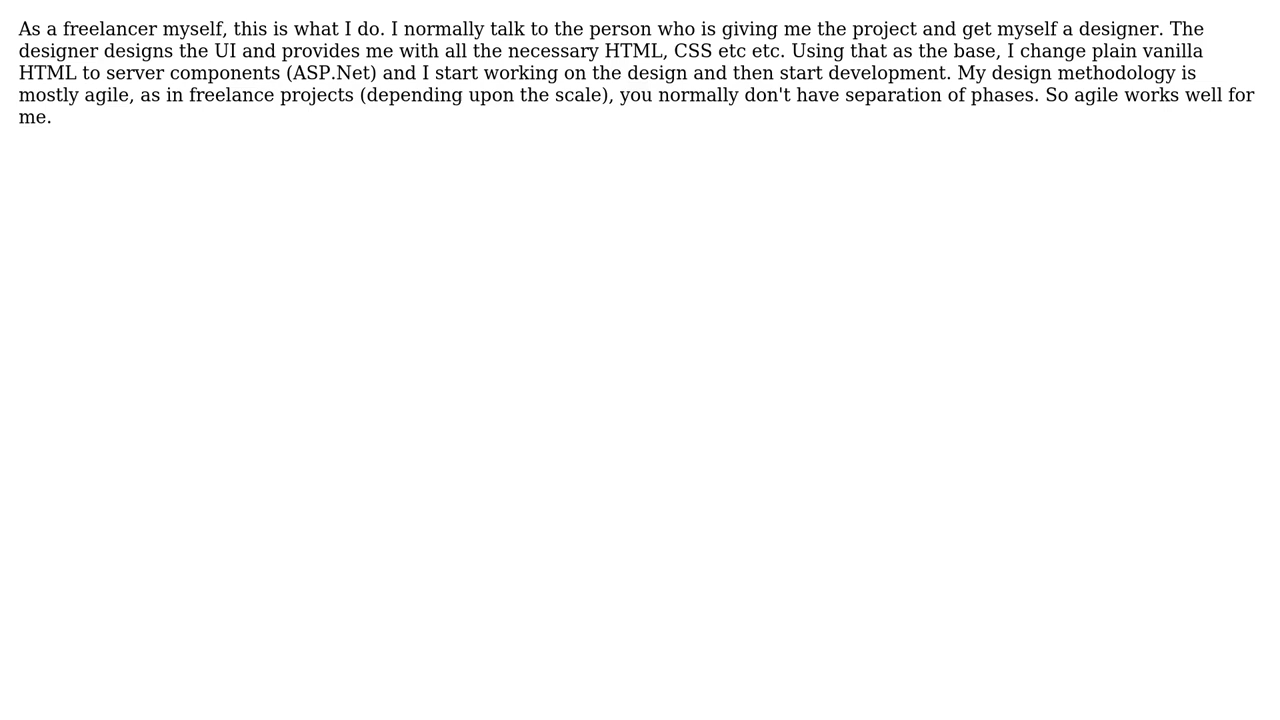 As a freelancer myself, this is what I do. I normally talk to the person who is giving me the project and get myself a designer. The
designer designs the UI and provides me with all the necessary HTML, CSS etc etc. Using that as the base, I change plain vanilla
HTML to server components (ASP.Net) and I start working on the design and then start development. My design methodology is
mostly agile, as in freelance projects (depending upon the scale), you normally don't have separation of phases. So agile works well for
me.